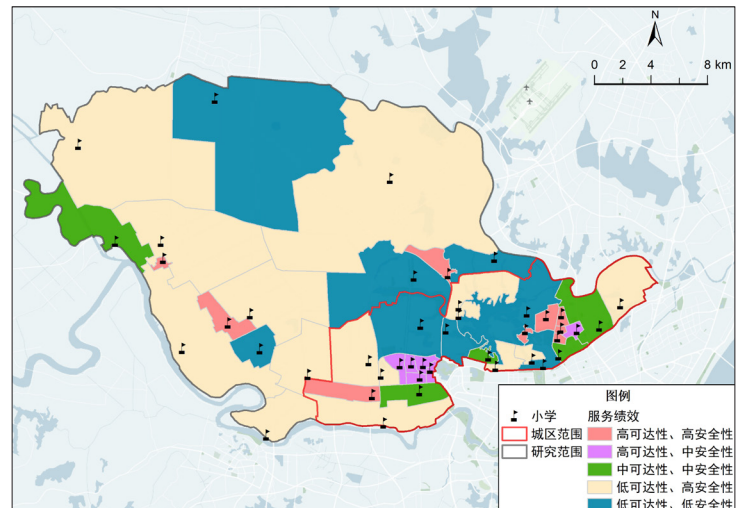 N
0 2 4 8 km
图例
小学 服务绩效
城区范围 高可达性、高安全性
研究范围 高可达性、中安全性
中可达性、中安全性
低可达性、高安全性
低可达性、低安全性